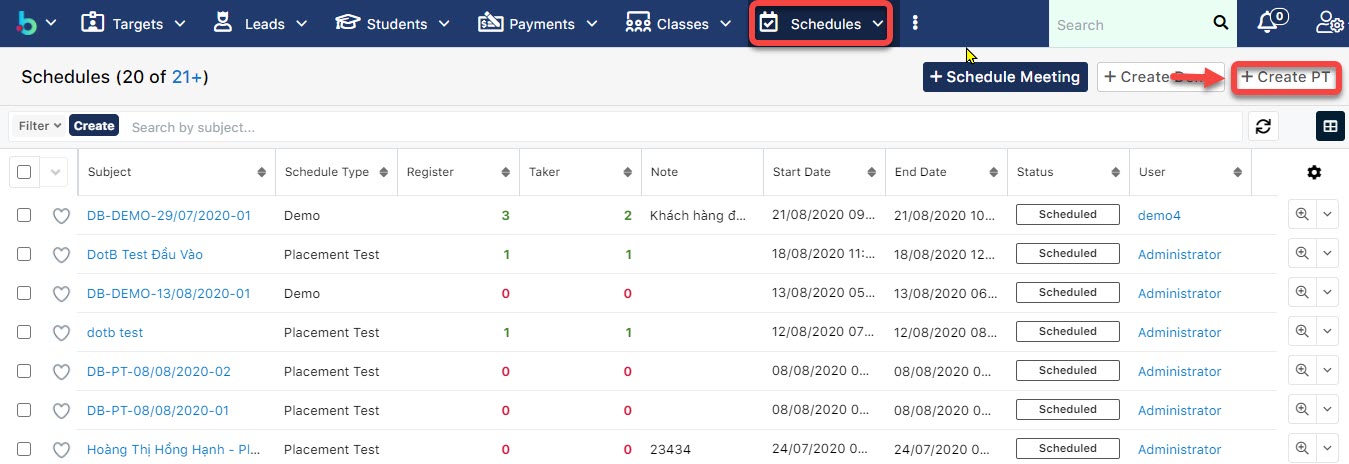 Targets Leads Students Payments Classes Schedules Search 0
Schedules (20 of 21+) + Schedule Meeting + Create + Create PT
Filter Create Search by subject...
Subject Schedule Type Register Taker Note Start Date End Date Status User
DB-DEMO-29/07/2020-01 Demo 3 2 Khách hàng đ... 21/08/2020 09... 21/08/2020 10... Scheduled demo4
DotB Test Đầu Vào Placement Test 1 1 18/08/2020 11:... 18/08/2020 12... Scheduled Administrator
DB-DEMO-13/08/2020-01 Demo 0 0 13/08/2020 05... 13/08/2020 06... Scheduled Administrator
dotb test Placement Test 1 1 12/08/2020 07... 12/08/2020 08... Scheduled Administrator
DB-PT-08/08/2020-02 Placement Test 0 0 08/08/2020 0... 08/08/2020 0... Scheduled Administrator
DB-PT-08/08/2020-01 Placement Test 0 0 08/08/2020 0... 08/08/2020 0... Scheduled Administrator
Hoàng Thị Hồng Hạnh - Pl... Placement Test 0 0 23434 24/07/2020 0... 24/07/2020 0... Scheduled Administrator